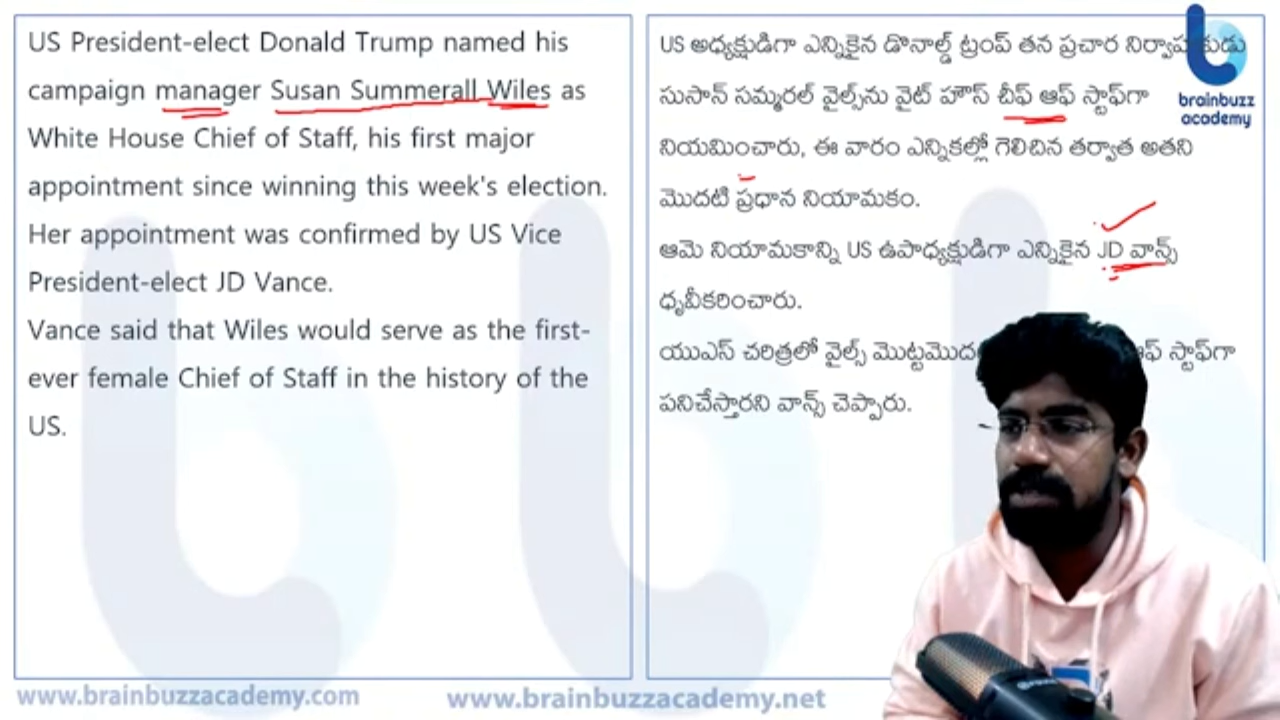 US President-elect Donald Trump named his
campaign manager Susan Summerall Wiles as
White House Chief of Staff, his first major
appointment since winning this week's election.
Her appointment was confirmed by US Vice
President-elect JD Vance.
Vance said that Wiles would serve as the first-
ever female Chief of Staff in the history of the
US.
US అధ్యక్షుడిగా ఎన్నికైన డొనాల్డ్ ట్రంప్ తన ప్రచార నిర్వాహకుడు
సుసాన్ సమ్మరల్ వైల్స్‌ను వైట్ హౌస్ చీఫ్ ఆఫ్ స్టాఫ్‌గా
నియమించారు, ఈ వారం ఎన్నికల్లో గెలిచిన తర్వాత అతని
మొదటి ప్రధాన నియామకం.
ఆమె నియామకాన్ని US ఉపాధ్యక్షుడిగా ఎన్నికైన JD వాన్స్
ధృవీకరించారు.
యుఎస్ చరిత్రలో వైల్స్ స్టాఫ్‌గా
పనిచేస్తారని వాన్స్ చెప్పారు.
brainbuzz
academy
www.brainbuzzacademy.com
www.brainbuzzacademy.net